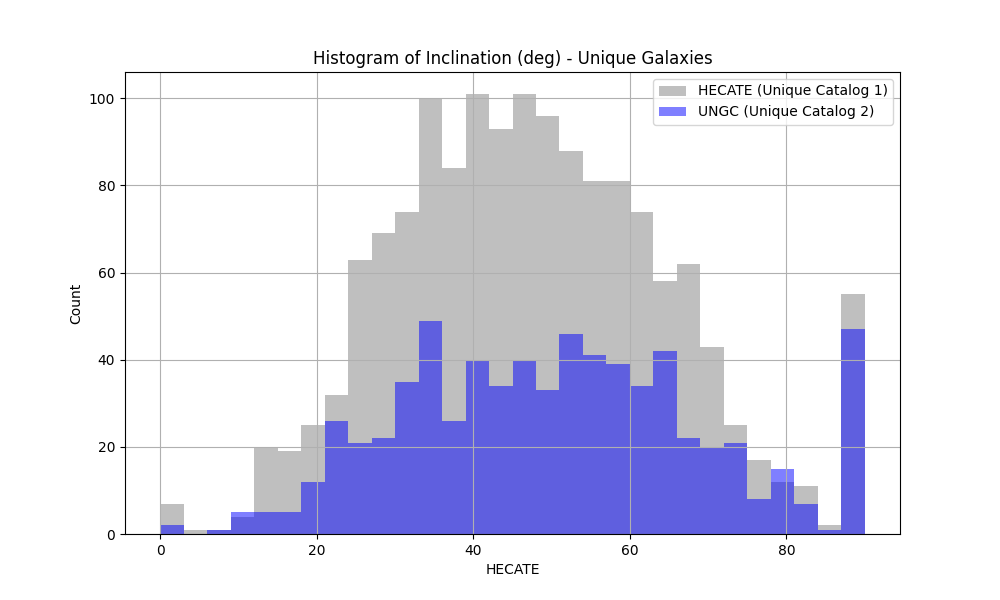 Histogram of Inclination (deg) - Unique Galaxies
HECATE (Unique Catalog 1)
UNGC (Unique Catalog 2)
100
80
60
40
20
0
Count
0 20 40 60 80
HECATE